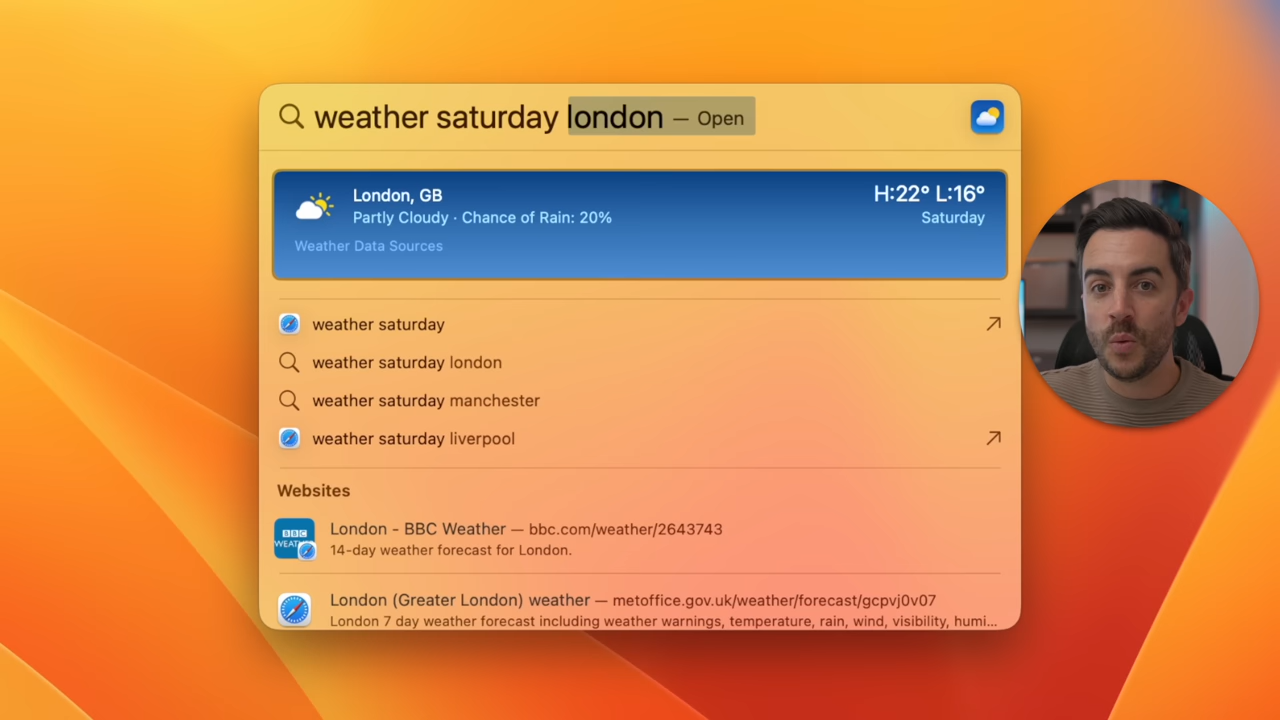 weather saturday london — Open
London, GB
H:22° L:16°
Partly Cloudy · Chance of Rain: 20%
Saturday
Weather Data Sources
weather saturday
weather saturday london
weather saturday manchester
weather saturday liverpool
Websites
BBC
London - BBC Weather — bbc.com/weather/2643743
14-day weather forecast for London.
London (Greater London) weather — metoffice.gov.uk/weather/forecast/gcpvj0v07
London 7 day weather forecast including weather warnings, temperature, rain, wind, visibility, humi...